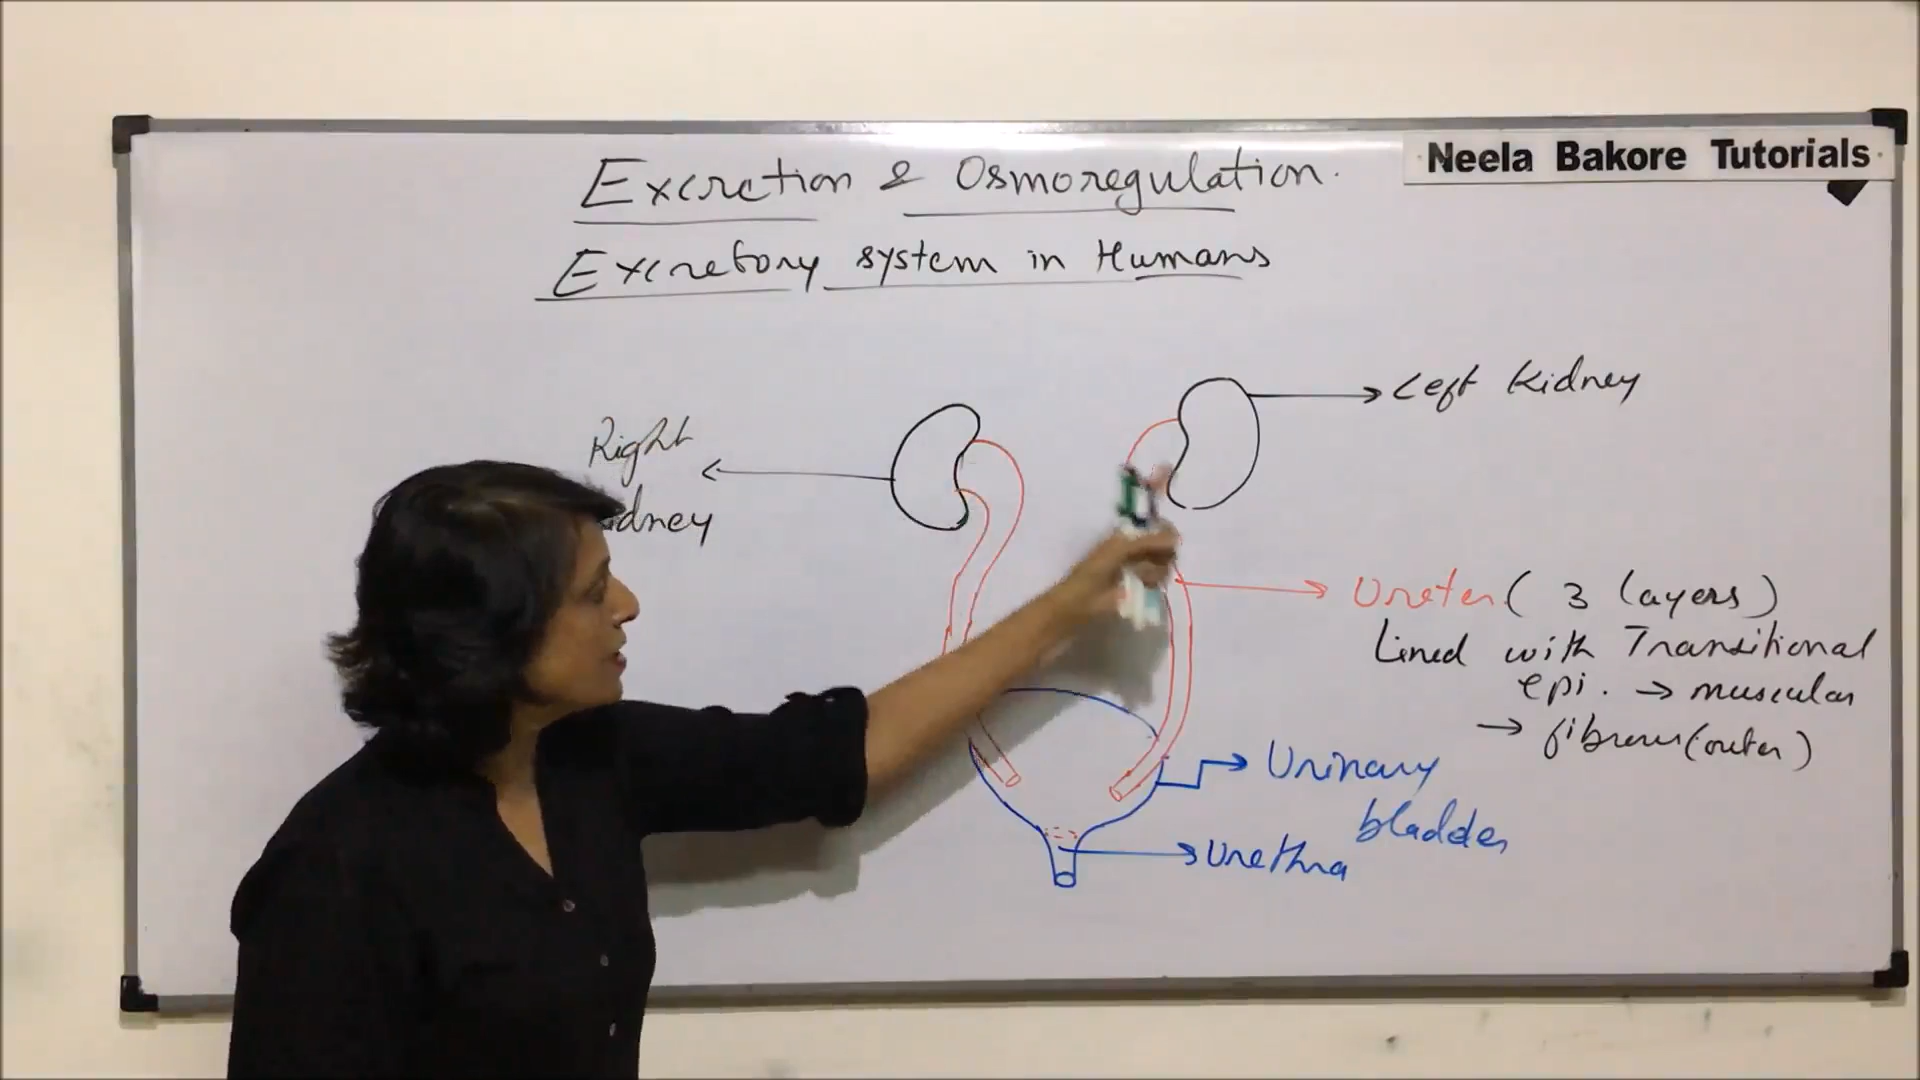 Neela Bakore Tutorials
Excretion & Osmoregulation.
Excretory system in Humans
Left Kidney
Right
dney
Ureter ( 3 layers)
Lined with Transitional
epi. → muscular
→ fibrous (outer)
Urinary
bladder
Urethra